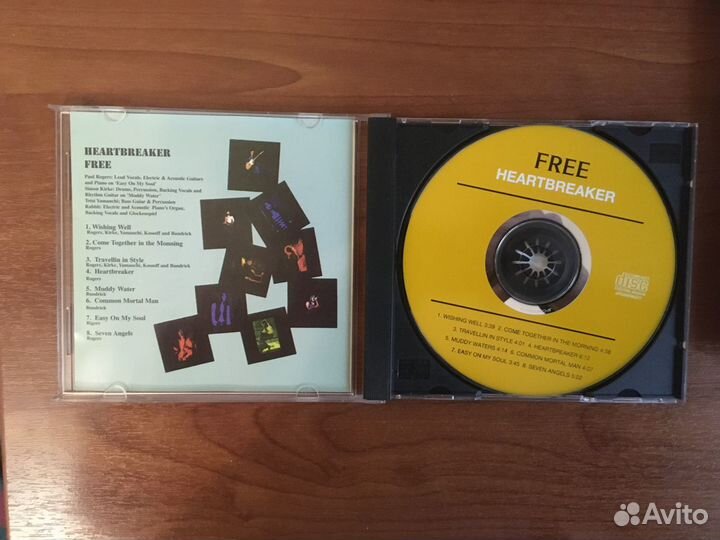 HEARTBREAKER
FREE
Paul Rogers: Lead Vocals. Electric & Acoustic Guitars
and Piano on 'Easy On My Soul'
Simon Kirke: Drums, Percussion, Backing Vocals and
Rhythm Guitar on 'Muddy Water'
Tetsu Yamauchi: Bass Guitar & Percussion
Rabbit: Electric and Acoustic Piano's Organ,
Backing Vocals and Glockenspiel
1. Wishing Well
Rogers, Kirke, Yamauchi, Kossoff and Bundrick
2. Come Together in the Monning
Rogers
3. Travellin in Style
Rogers, Kirke, Yamauchi, Kossoff and Bundrick
4. Heartbreaker
Rogers
5. Muddy Water
Bundrick
6. Common Mortal Man
Bundrick
7. Easy On My Soul
Rigers
8. Seven Angels
Rogers
FREE
HEARTBREAKER
disc
1. WISHING WELL 3:39 2. COME TOGETHER IN THE MORNING 4:38
3. TRAVELLIN IN STYLE 4:01 4. HEARTBREAKER 6:12
5. MUDDY WATERS 4:14 6. COMMON MORTAL MAN 4:07
7. EASY ON MY SOUL 3:45 8. SEVEN ANGELS 5:02
Avito